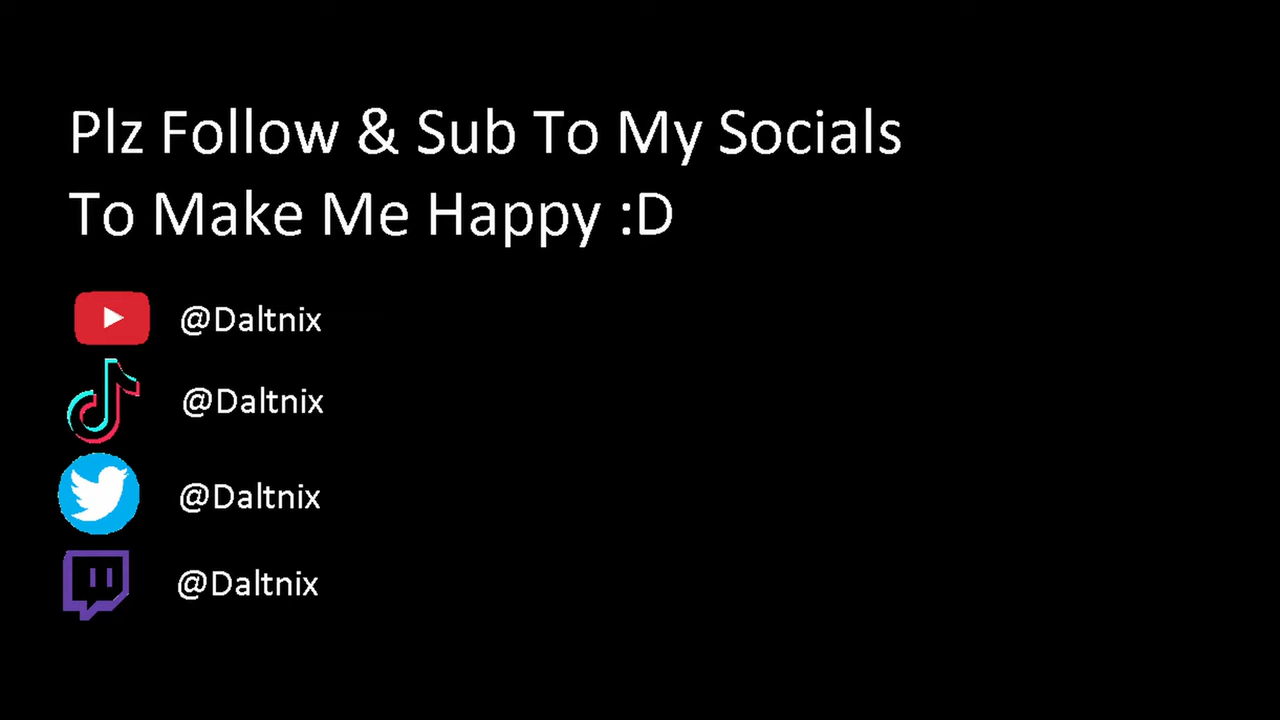 Plz Follow & Sub To My Socials
To Make Me Happy :D
@Daltnix
@Daltnix
@Daltnix
@Daltnix